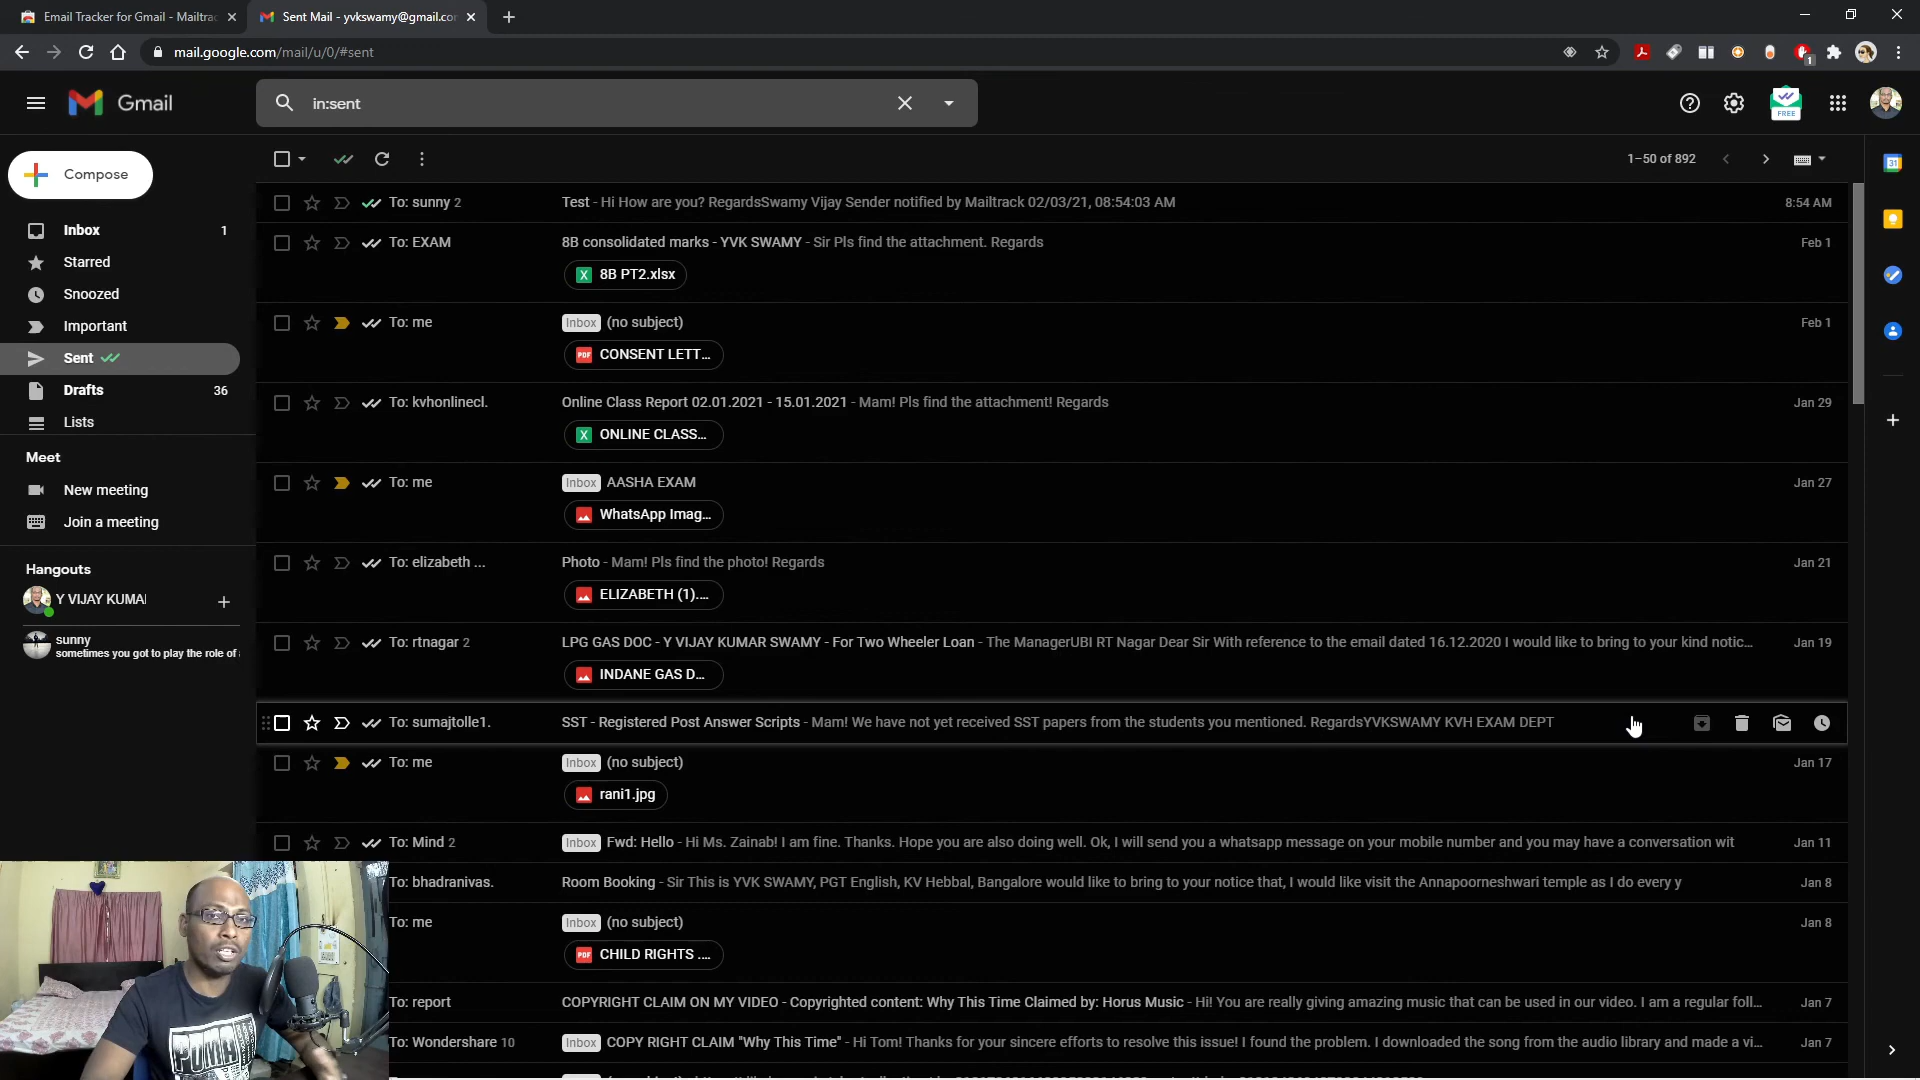 Email Tracker for Gmail - Mailtrac
Sent Mail - yvkswamy@gmail.co
mail.google.com/mail/u/0/#sent
1
Gmail
in:sent
FREE
Compose
1–50 of 892
31
Inbox 1
Starred
Snoozed
Important
Sent
Drafts 36
Lists
Meet
New meeting
Join a meeting
Hangouts
Y VIJAY KUMAR
sunny
sometimes you got to play the role of a
To: sunny 2 Test - Hi How are you? RegardsSwamy Vijay Sender notified by Mailtrack 02/03/21, 08:54:03 AM 8:54 AM
To: EXAM 8B consolidated marks - YVK SWAMY - Sir Pls find the attachment. Regards Feb 1
X 8B PT2.xlsx
To: me Inbox (no subject) Feb 1
PDF CONSENT LETT...
To: kvhonlinecl. Online Class Report 02.01.2021 - 15.01.2021 - Mam! Pls find the attachment! Regards Jan 29
X ONLINE CLASS...
To: me Inbox AASHA EXAM Jan 27
WhatsApp Imag...
To: elizabeth ... Photo - Mam! Pls find the photo! Regards Jan 21
ELIZABETH (1)....
To: rtnagar 2 LPG GAS DOC - Y VIJAY KUMAR SWAMY - For Two Wheeler Loan - The ManagerUBI RT Nagar Dear Sir With reference to the email dated 16.12.2020 I would like to bring to your kind notic... Jan 19
INDANE GAS D...
To: sumajtolle1. SST - Registered Post Answer Scripts - Mam! We have not yet received SST papers from the students you mentioned. RegardsYVKSWAMY KVH EXAM DEPT
To: me Inbox (no subject) Jan 17
rani1.jpg
To: Mind 2 Inbox Fwd: Hello - Hi Ms. Zainab! I am fine. Thanks. Hope you are also doing well. Ok, I will send you a whatsapp message on your mobile number and you may have a conversation wit Jan 11
To: bhadranivas. Room Booking - Sir This is YVK SWAMY, PGT English, KV Hebbal, Bangalore would like to bring to your notice that, I would like visit the Annapoorneshwari temple as I do every y Jan 8
To: me Inbox (no subject) Jan 8
PDF CHILD RIGHTS ....
To: report COPYRIGHT CLAIM ON MY VIDEO - Copyrighted content: Why This Time Claimed by: Horus Music - Hi! You are really giving amazing music that can be used in our video. I am a regular foll... Jan 7
To: Wondershare 10 Inbox COPY RIGHT CLAIM "Why This Time" - Hi Tom! Thanks for your sincere efforts to resolve this issue! I found the problem. I downloaded the song from the audio library and made a vi... Jan 7
PUMA